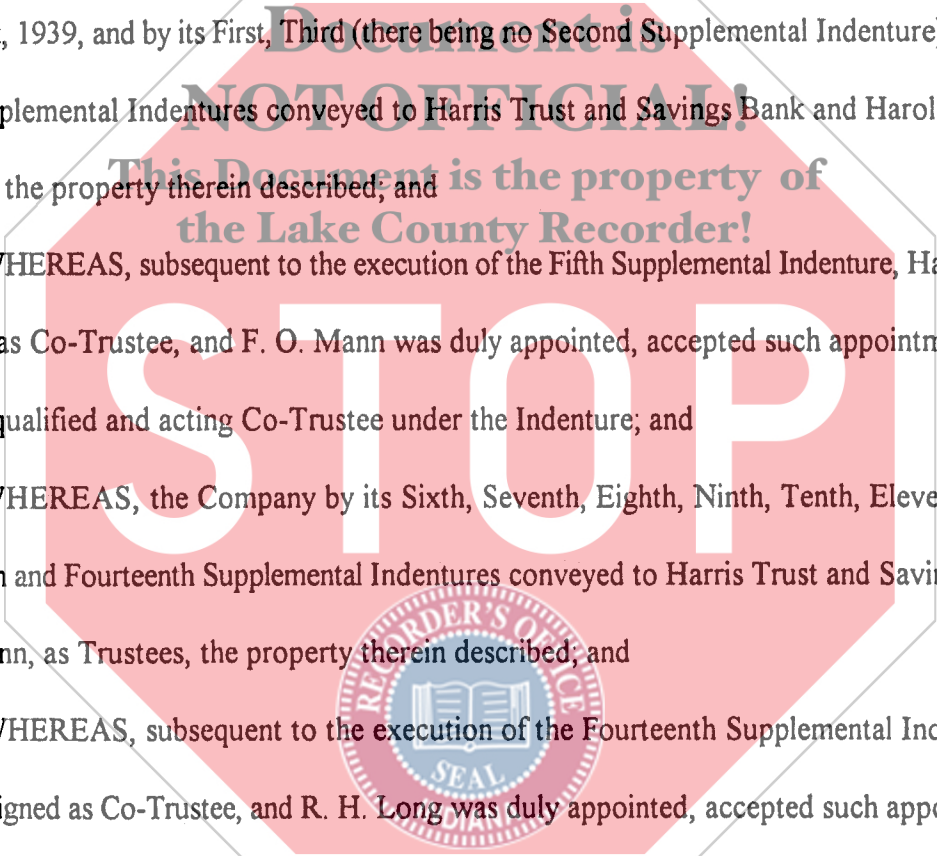 , 1939, and by its First, Third (there being no Second Supplemental Indenture)
Document is
plemental Indentures conveyed to Harris Trust and Savings Bank and Harol
NOT OFFICIAL!
the property therein described; and
This Document is the property of
the Lake County Recorder!
HEREAS, subsequent to the execution of the Fifth Supplemental Indenture, Ha
as Co-Trustee, and F. O. Mann was duly appointed, accepted such appointm
qualified and acting Co-Trustee under the Indenture; and
STOP
HEREAS, the Company by its Sixth, Seventh, Eighth, Ninth, Tenth, Eleve
and Fourteenth Supplemental Indentures conveyed to Harris Trust and Savi
nn, as Trustees, the property therein described; and
RECORDER'S OFFICE
HEREAS, subsequent to the execution of the Fourteenth Supplemental Ind
SEAL
igned as Co-Trustee, and R. H. Long was duly appointed, accepted such appo
INDIANA